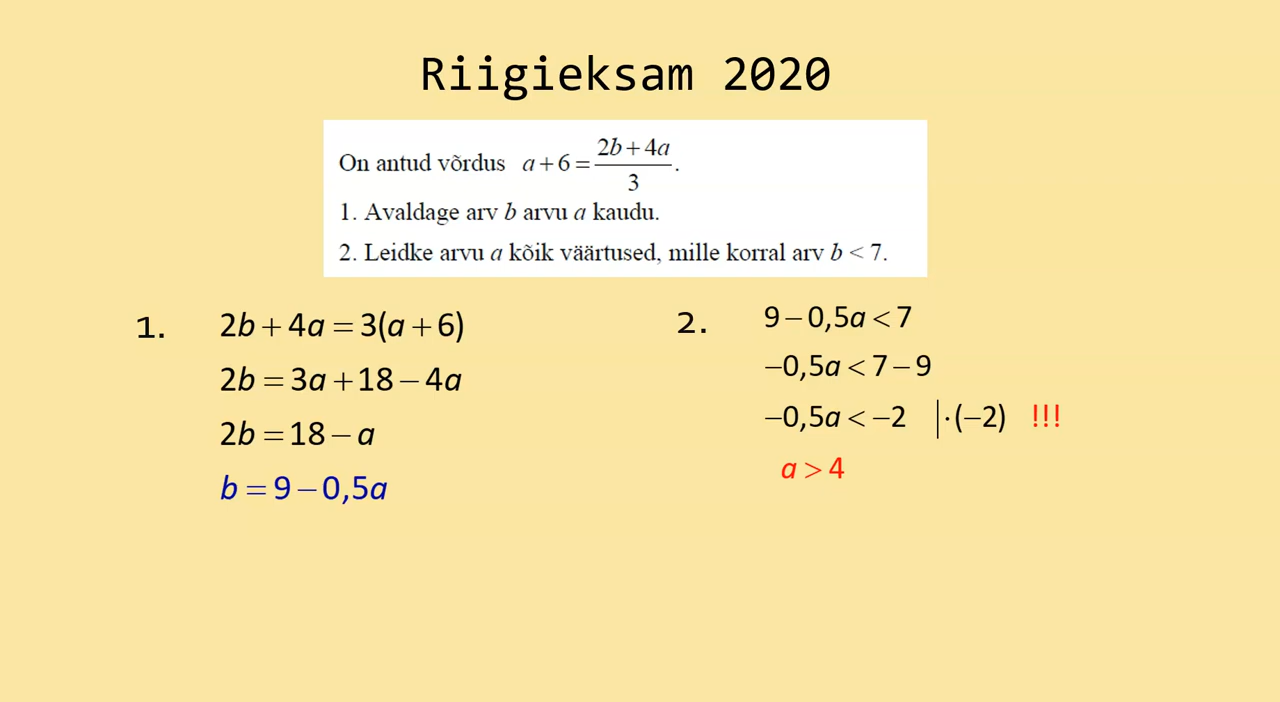 Riigieksam 2020
On antud võrdus a + 6 = (2b + 4a)/3.
1. Avaldage arv b arvu a kaudu.
2. Leidke arvu a kõik väärtused, mille korral arv b < 7.
1. 2b + 4a = 3(a + 6)
2b = 3a + 18 − 4a
2b = 18 − a
b = 9 − 0,5a
2. 9 − 0,5a < 7
−0,5a < 7 − 9
−0,5a < −2 | · (−2) !!!
a > 4